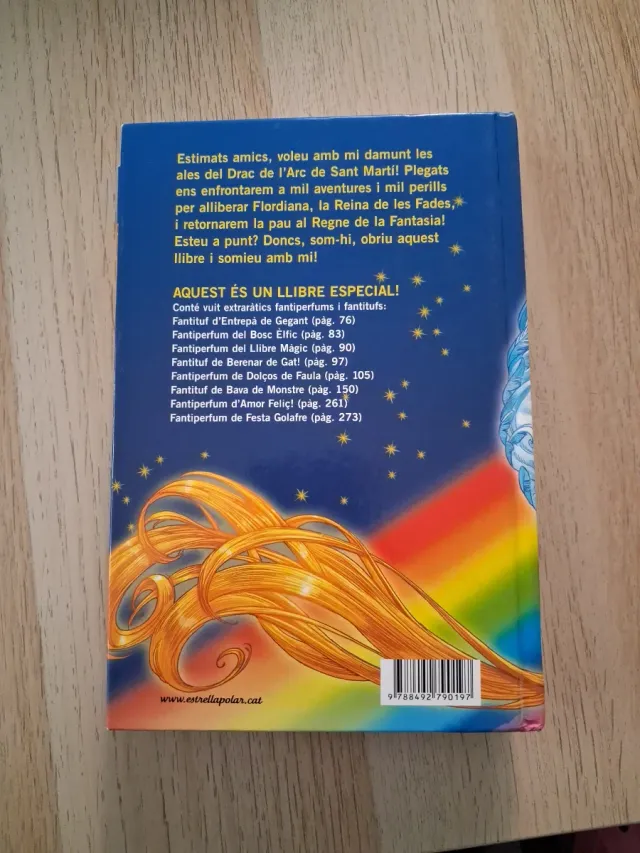 Estimats amics, voleu amb mi damunt les
ales del Drac de l'Arc de Sant Martí! Plegats
ens enfrontarem a mil aventures i mil perills
per alliberar Flordiana, la Reina de les Fades,
i retornarem la pau al Regne de la Fantasia!
Esteu a punt? Doncs, som-hi, obriu aquest
llibre i somieu amb mi!
AQUEST ÉS UN LLIBRE ESPECIAL!
Conté vuit extraràtics fantiperfums i fantitufs:
Fantituf d'Entrepà de Gegant (pàg. 76)
Fantiperfum del Bosc Èlfic (pàg. 83)
Fantiperfum del Llibre Màgic (pàg. 90)
Fantituf de Berenar de Gat! (pàg. 97)
Fantiperfum de Dolços de Faula (pàg. 105)
Fantituf de Bava de Monstre (pàg. 150)
Fantiperfum d'Amor Feliç! (pàg. 261)
Fantiperfum de Festa Golafre (pàg. 273)
www.estrellapolar.cat
9 788492 790197